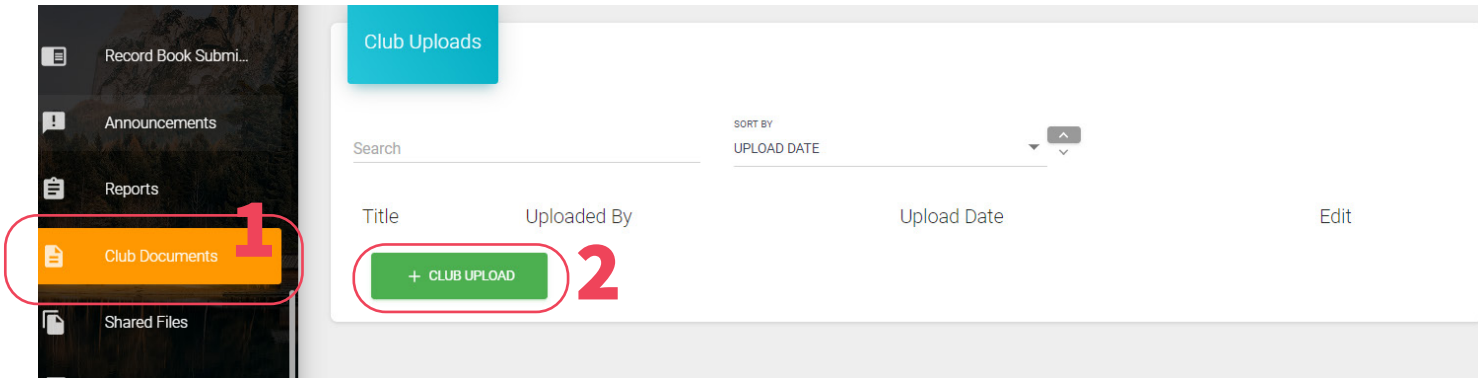 Record Book Submi...
Announcements
Reports
Club Documents
1
Shared Files
Club Uploads
Search
SORT BY
UPLOAD DATE
Title Uploaded By Upload Date Edit
+ CLUB UPLOAD
2